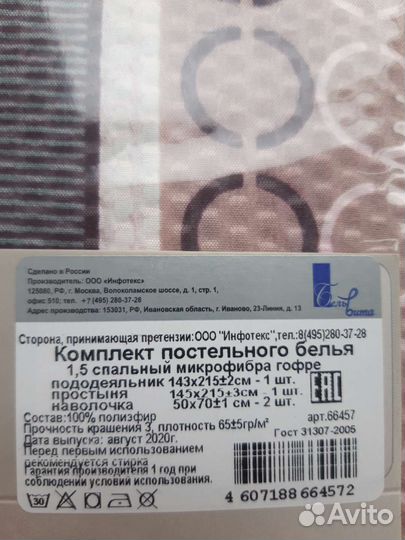 Сделано в России
Производитель: ООО «Инфотекс»
125080, РФ, г. Москва, Волоколамское шоссе, д. 1, стр. 1,
офис 510; тел. +7 (495) 280-37-28
Адрес производства: 153031, РФ, Ивановская область, г. Иваново, 23-Линия, д. 13
БельВита
Сторона, принимающая претензии:ООО "Инфотекс",тел.:8(495)280-37-28
Комплект постельного белья
1,5 спальный микрофибра гофре
пододеяльник 143х215±2см - 1 шт.
простыня 145х215±3см - 1 шт.
наволочка 50х70±1 см - 2 шт.
EAC
Состав:100% полиэфир
арт.66457
Прочность крашения 3, плотность 65±5гр/м²
Гост 31307-2005
Дата выпуска: август 2020г.
Перед первым использованием
рекомендуется стирка
Гарантия производителя 1 год при
соблюдении условий использования.
30
4 607188 664572
Avito